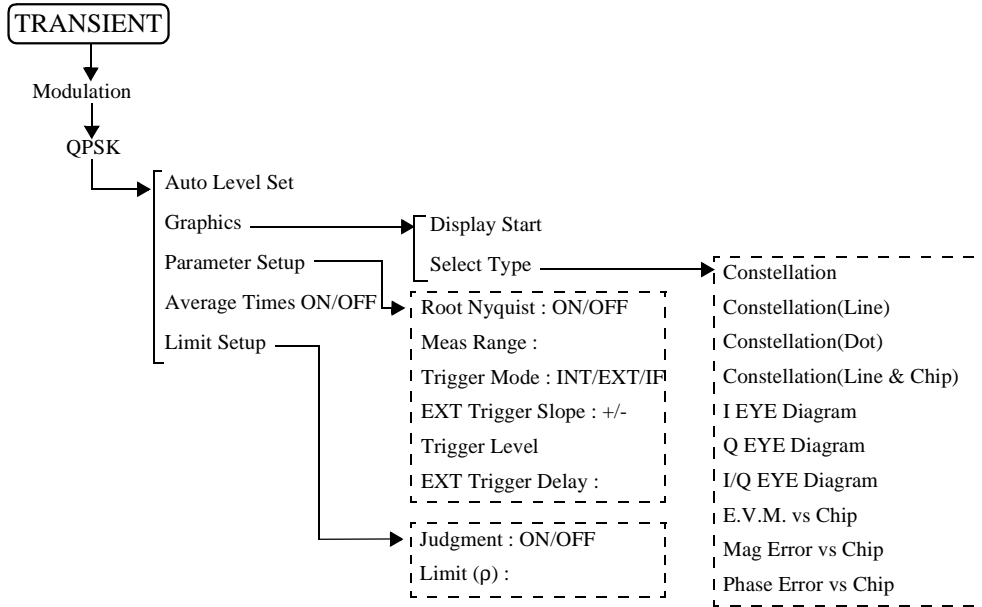 TRANSIENT
Modulation
QPSK
Auto Level Set
Graphics
Parameter Setup
Average Times ON/OFF
Limit Setup
Display Start
Select Type
Root Nyquist : ON/OFF
Meas Range :
Trigger Mode : INT/EXT/IF
EXT Trigger Slope : +/-
Trigger Level
EXT Trigger Delay :
Judgment : ON/OFF
Limit (ρ) :
Constellation
Constellation(Line)
Constellation(Dot)
Constellation(Line & Chip)
I EYE Diagram
Q EYE Diagram
I/Q EYE Diagram
E.V.M. vs Chip
Mag Error vs Chip
Phase Error vs Chip